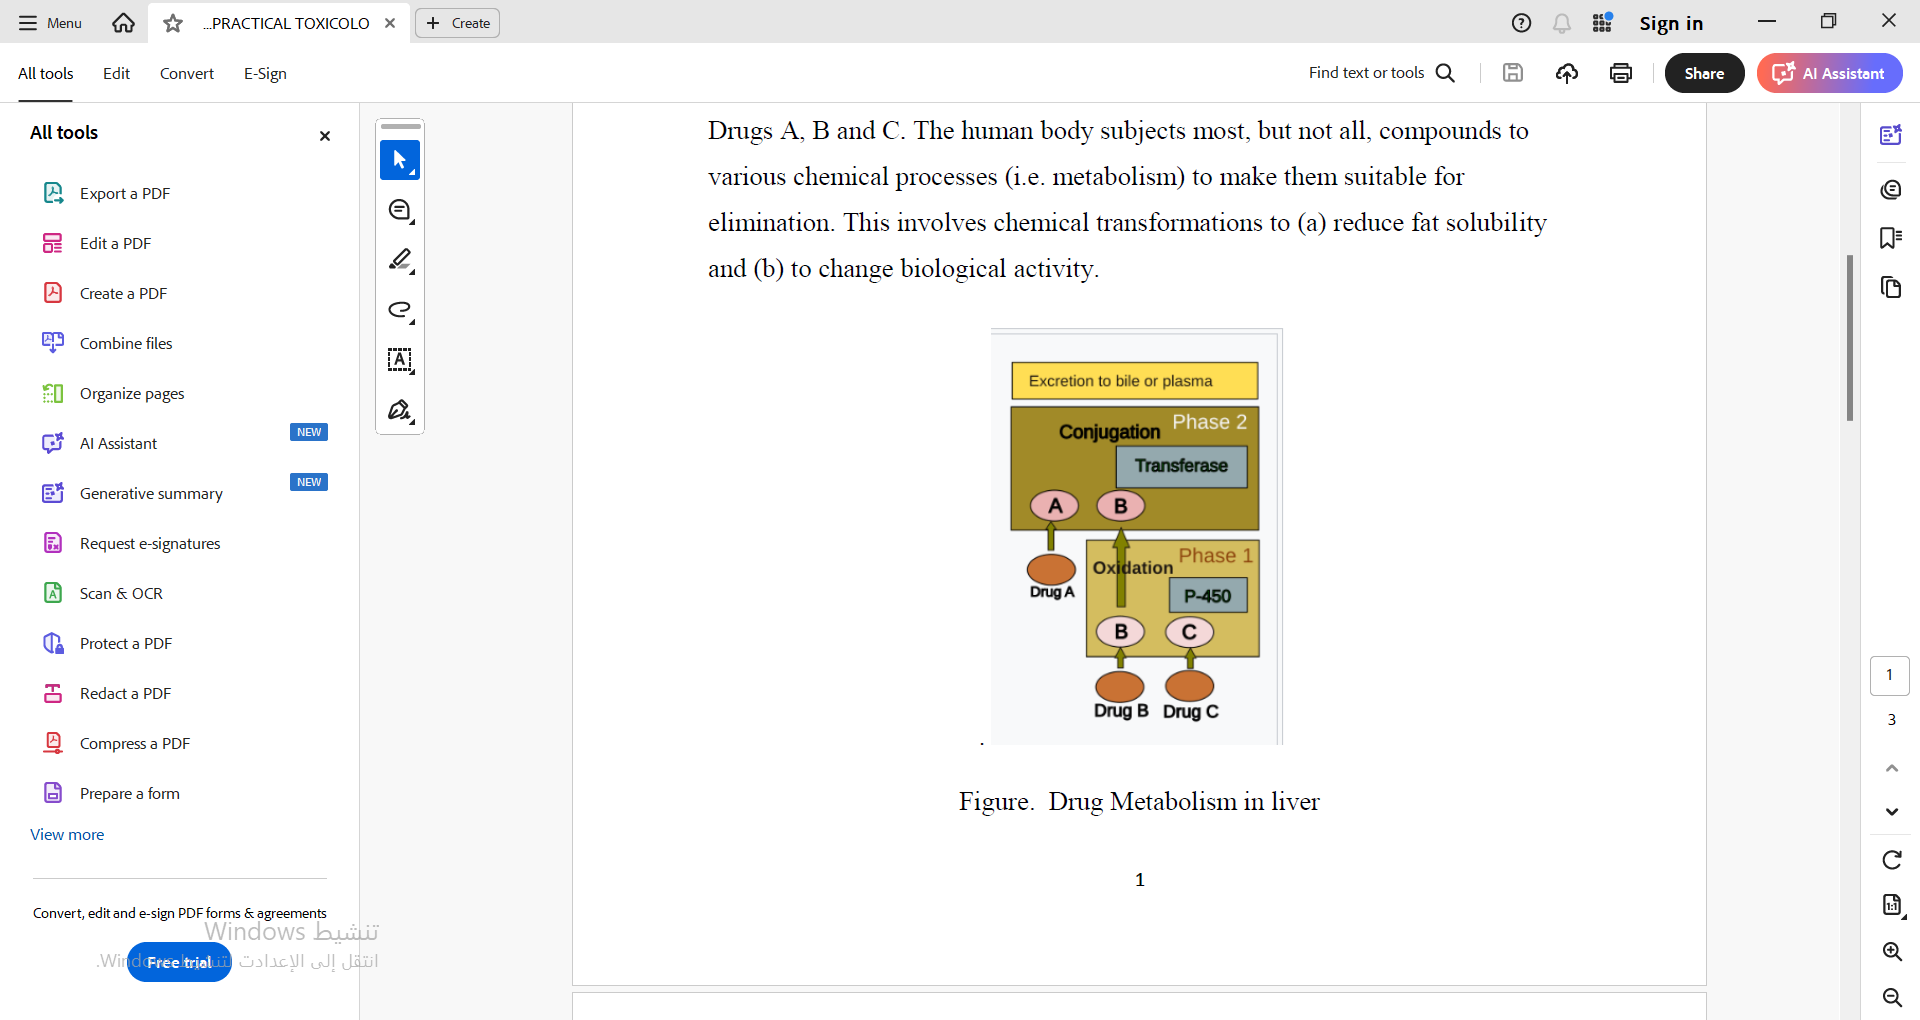 Menu
...PRACTICAL TOXICOLO
Create
Sign in
All tools
Edit
Convert
E-Sign
Find text or tools
Share
AI Assistant
All tools
Export a PDF
Edit a PDF
Create a PDF
Combine files
Organize pages
AI Assistant
NEW
Generative summary
NEW
Request e-signatures
Scan & OCR
Protect a PDF
Redact a PDF
Compress a PDF
Prepare a form
View more
Convert, edit and e-sign PDF forms & agreements
Free trial
تنشيط Windows
انتقل إلى الإعدادت لتنشيط Windows.
Drugs A, B and C. The human body subjects most, but not all, compounds to
various chemical processes (i.e. metabolism) to make them suitable for
elimination. This involves chemical transformations to (a) reduce fat solubility
and (b) to change biological activity.
Excretion to bile or plasma
Phase 2
Conjugation
Transferase
A B
Drug A
Phase 1
Oxidation
P-450
B C
Drug B Drug C
.
Figure. Drug Metabolism in liver
1
1
3
1:1